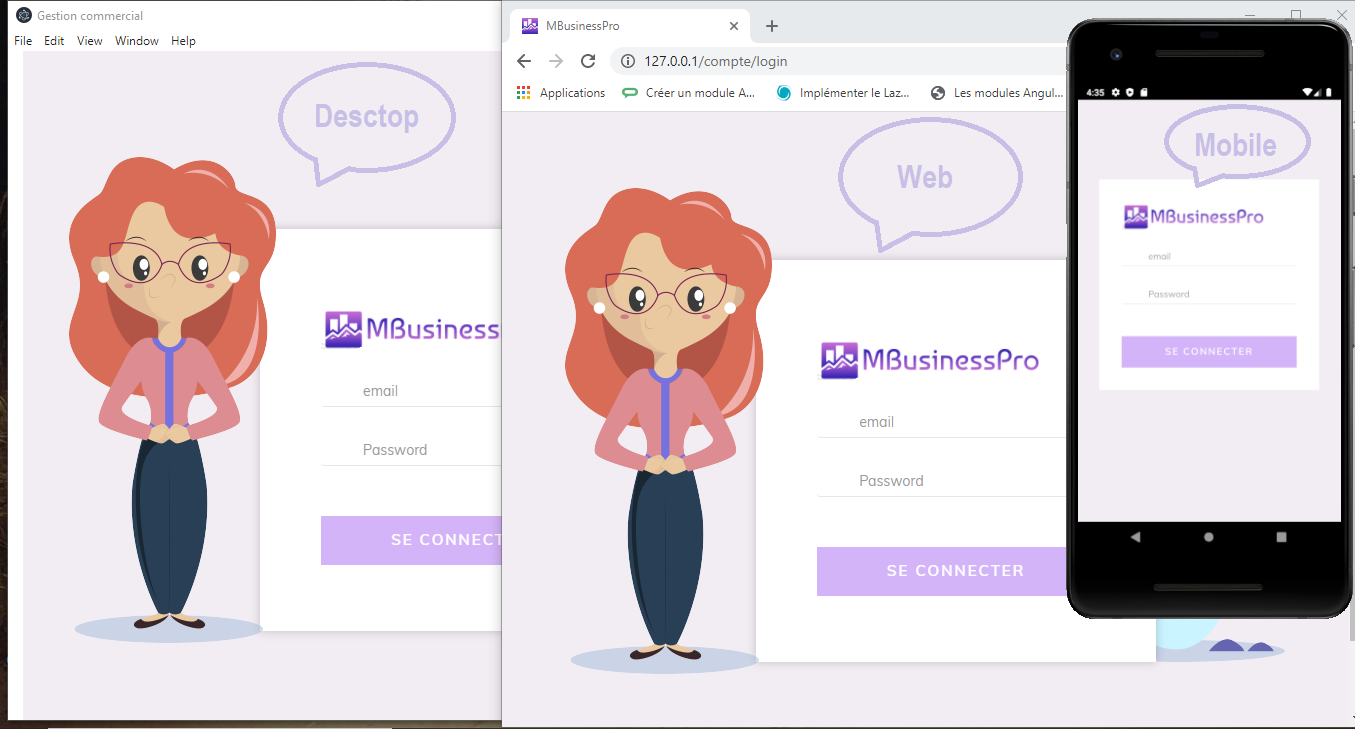 Gestion commercial
File Edit View Window Help
Desctop
MBusiness
email
Password
SE CONNECT
MBusinessPro
127.0.0.1/compte/login
Applications Créer un module A... Implémenter le Laz... Les modules Angul...
Web
MBusinessPro
email
Password
SE CONNECTER
4:35
Mobile
MBusinessPro
email
Password
SE CONNECTER